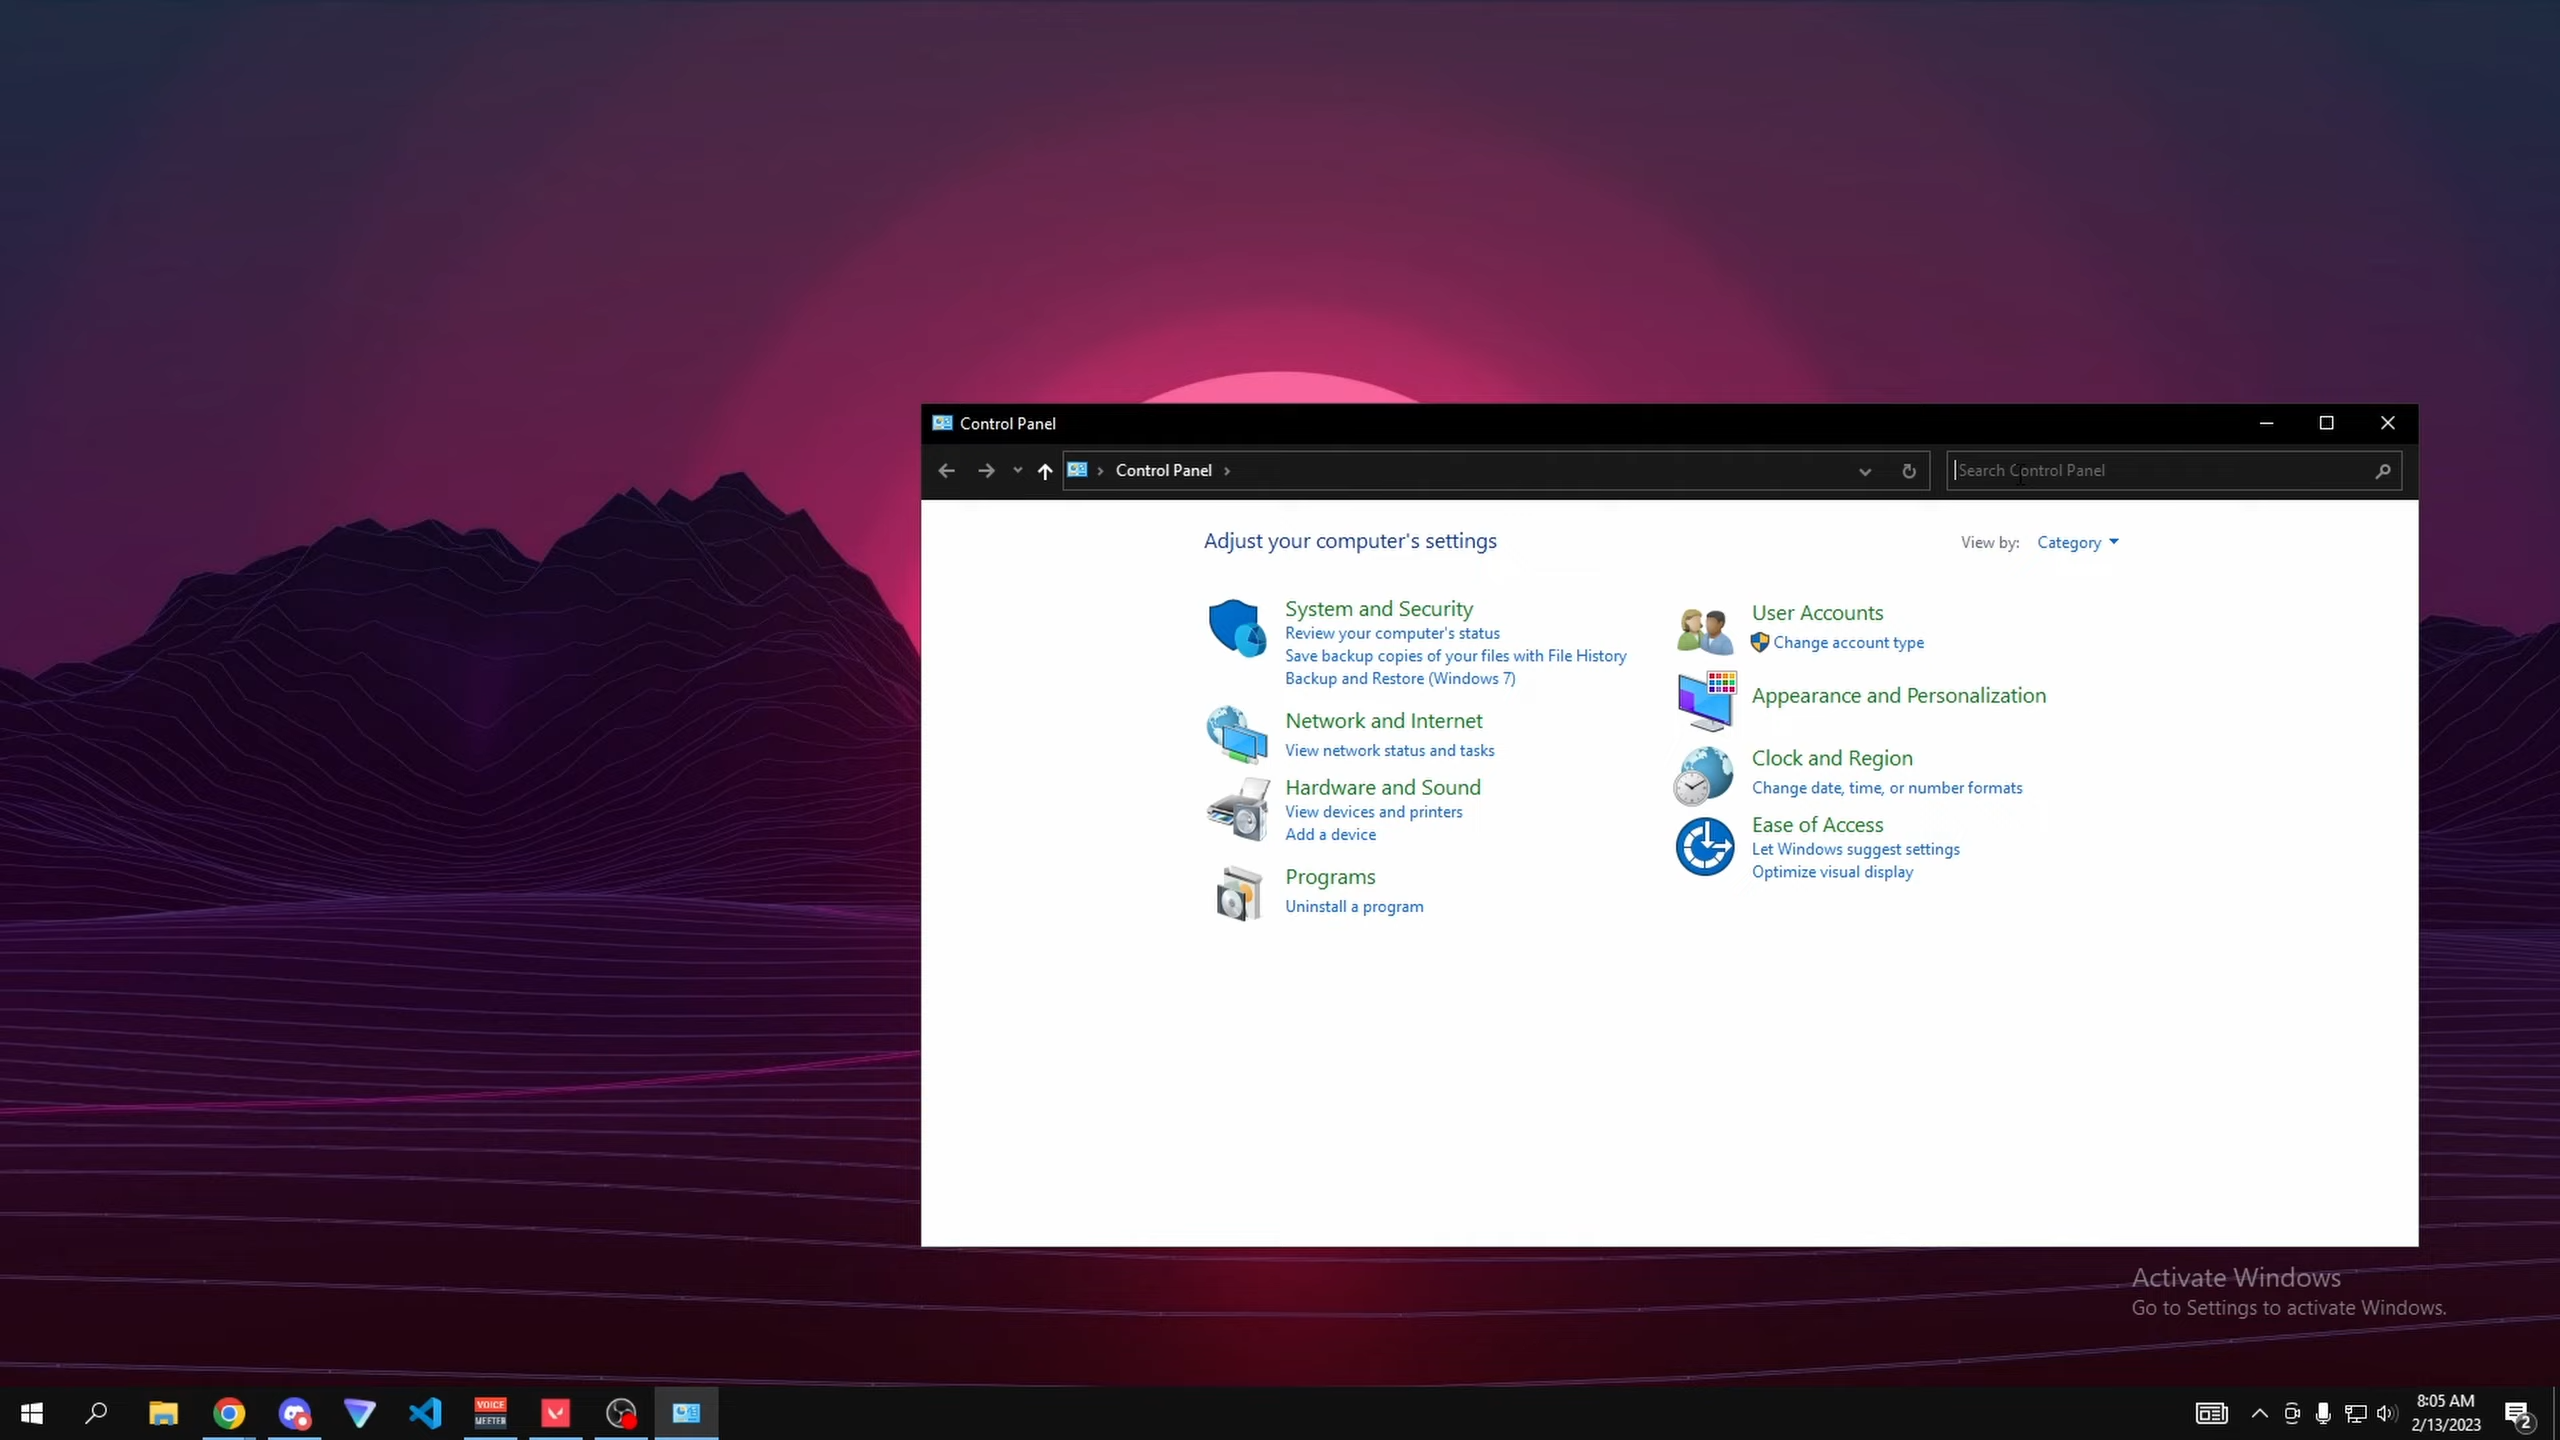 Control Panel
Control Panel
Search Control Panel
Adjust your computer's settings
View by: Category
System and Security
Review your computer's status
Save backup copies of your files with File History
Backup and Restore (Windows 7)
Network and Internet
View network status and tasks
Hardware and Sound
View devices and printers
Add a device
Programs
Uninstall a program
User Accounts
Change account type
Appearance and Personalization
Clock and Region
Change date, time, or number formats
Ease of Access
Let Windows suggest settings
Optimize visual display
Activate Windows
Go to Settings to activate Windows.
VOICE
MEETER
8:05 AM
2/13/2023
2